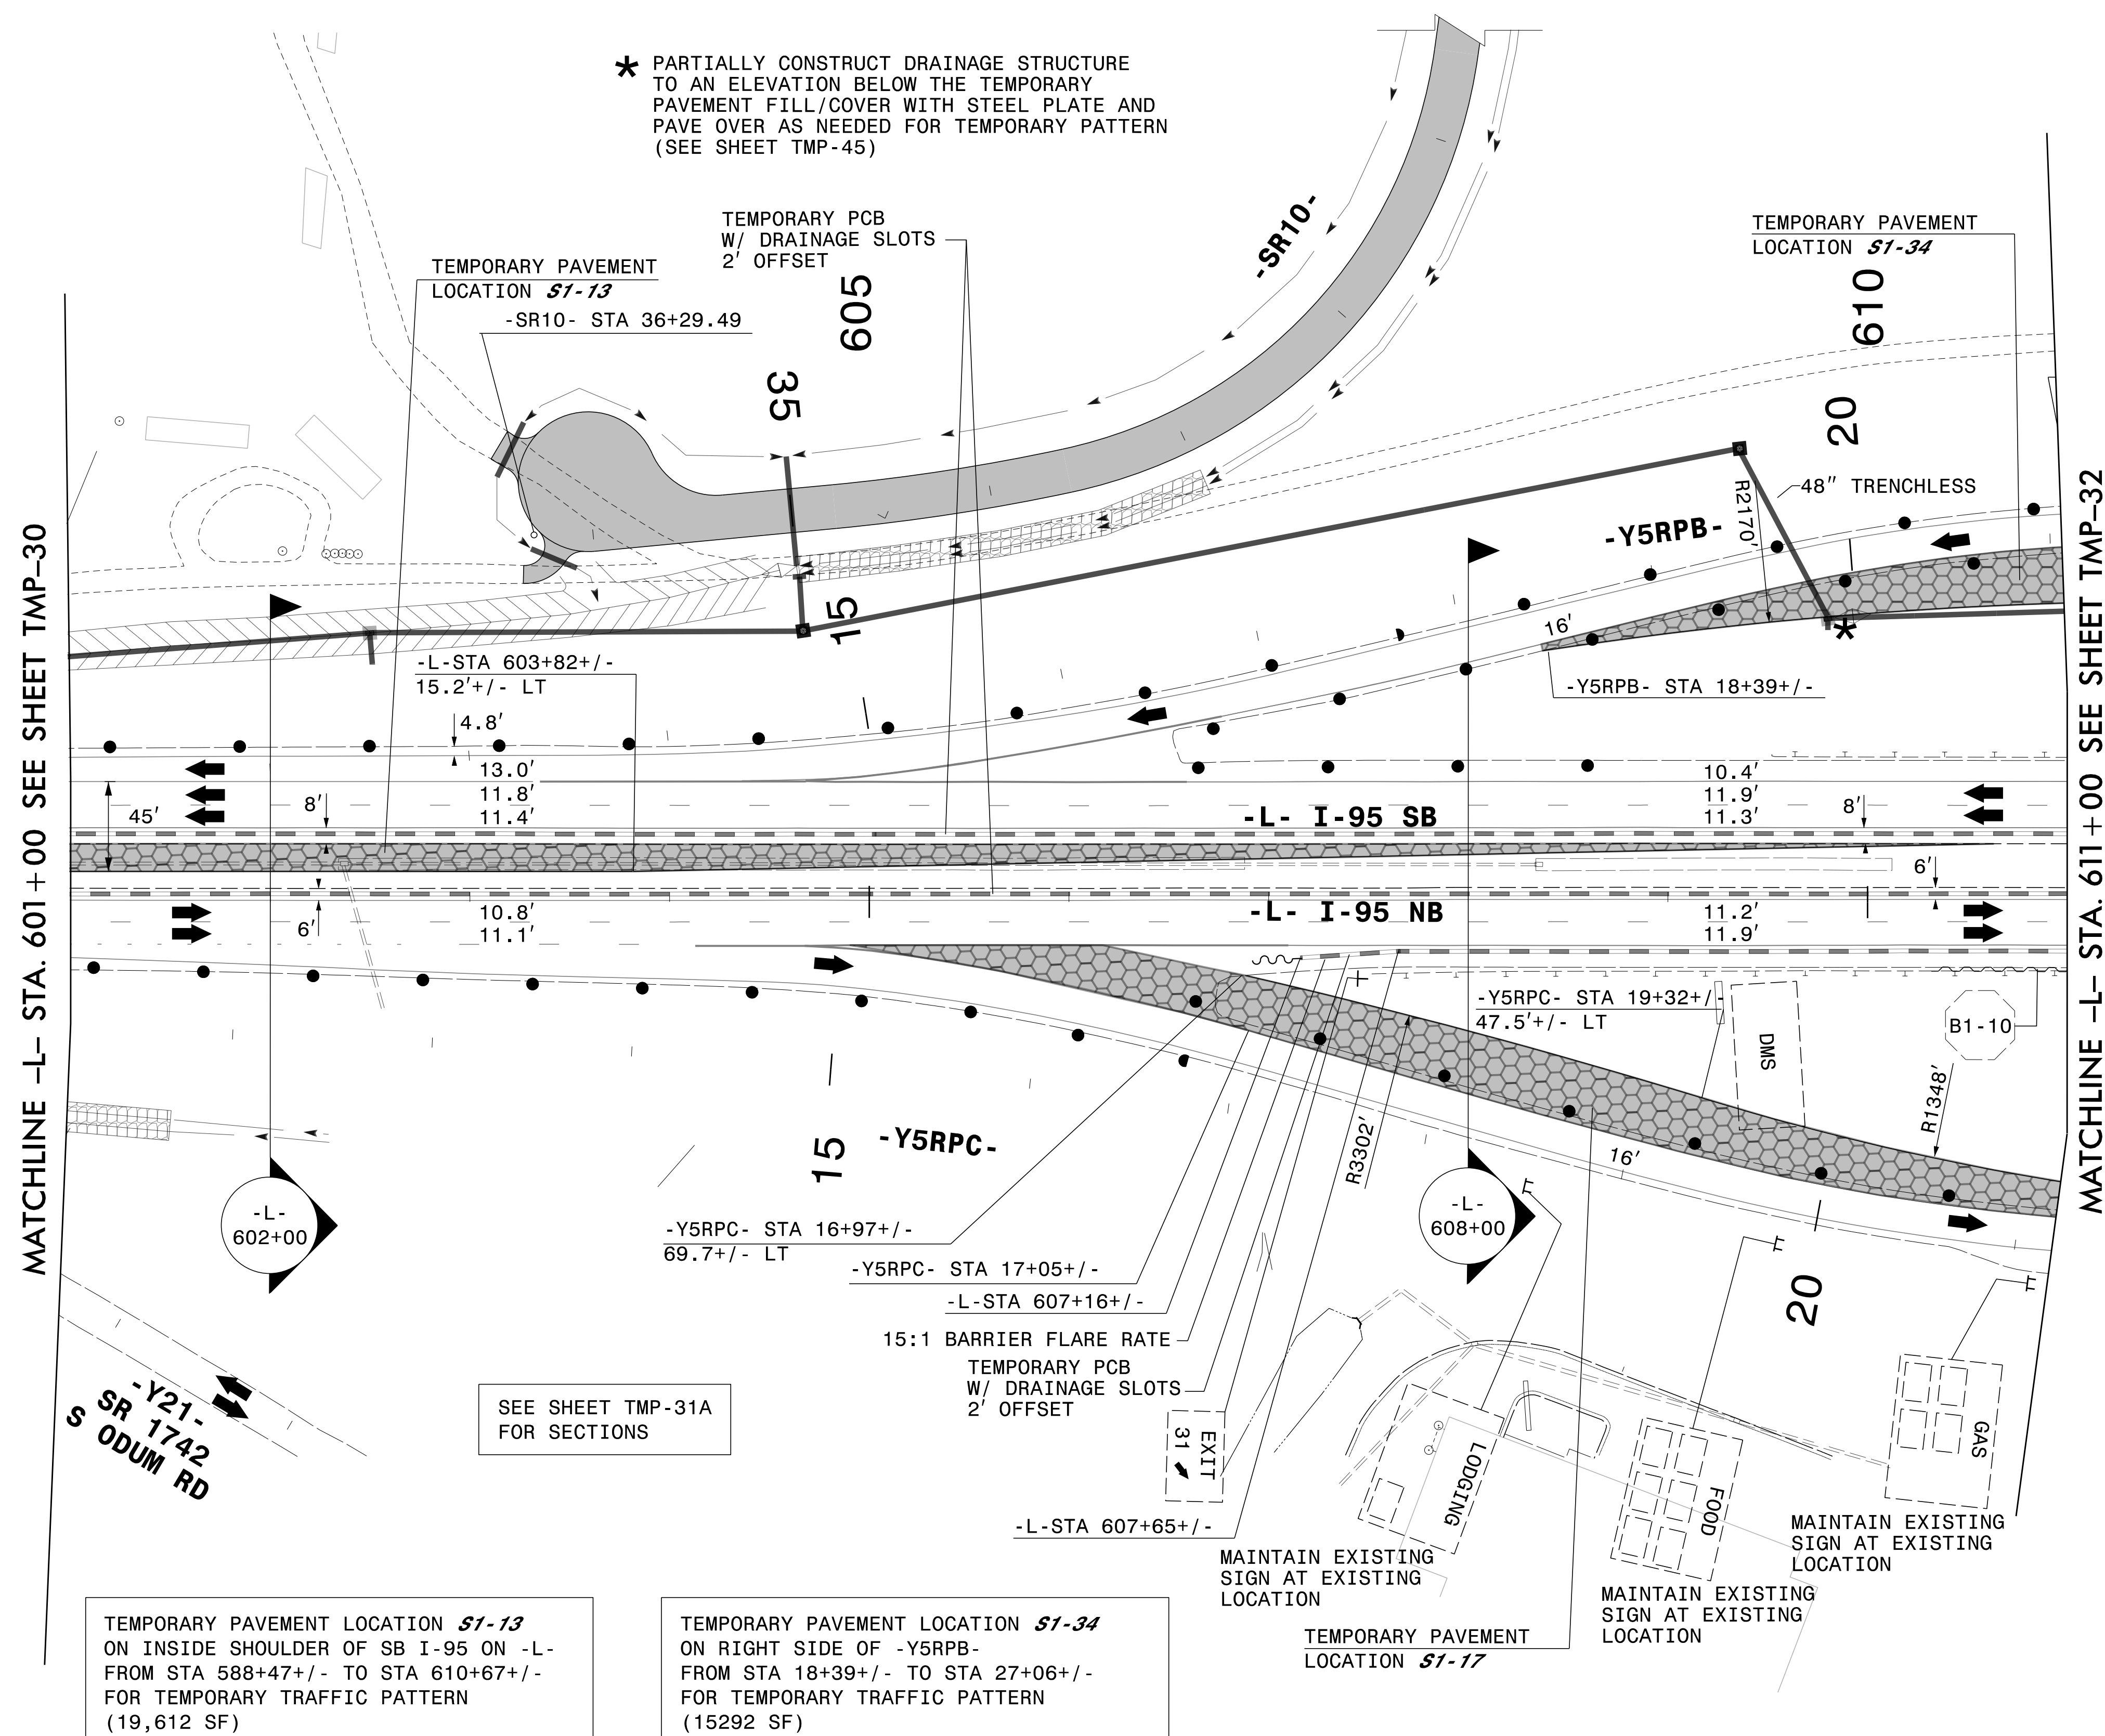 * PARTIALLY CONSTRUCT DRAINAGE STRUCTURE
TO AN ELEVATION BELOW THE TEMPORARY
PAVEMENT FILL/COVER WITH STEEL PLATE AND
PAVE OVER AS NEEDED FOR TEMPORARY PATTERN
(SEE SHEET TMP-45)
TEMPORARY PCB
W/ DRAINAGE SLOTS
2' OFFSET
TEMPORARY PAVEMENT
LOCATION S1-13
-SR10- STA 36+29.49
605
35
-SR10-
TEMPORARY PAVEMENT
LOCATION S1-34
610
20
48" TRENCHLESS
R2170'
-Y5RPB-
16'
*
-Y5RPB- STA 18+39+/-
15
-L-STA 603+82+/-
15.2'+/- LT
4.8'
MATCHLINE -L- STA. 601+00 SEE SHEET TMP-30
MATCHLINE -L- STA. 611+00 SEE SHEET TMP-32
45'
8'
13.0'
11.8'
11.4'
-L- I-95 SB
10.4'
11.9'
11.3'
8'
6'
6'
10.8'
11.1'
-L- I-95 NB
11.2'
11.9'
-Y5RPC- STA 19+32+/-
47.5'+/- LT
DMS
B1-10
R1348'
R3302'
16'
15
-Y5RPC-
20
-L-
602+00
-L-
608+00
-Y5RPC- STA 16+97+/-
69.7+/- LT
-Y5RPC- STA 17+05+/-
-L-STA 607+16+/-
15:1 BARRIER FLARE RATE
TEMPORARY PCB
W/ DRAINAGE SLOTS
2' OFFSET
EXIT
31
-L-STA 607+65+/-
-Y21-
SR 1742
S ODUM RD
SEE SHEET TMP-31A
FOR SECTIONS
LODGING
FOOD
GAS
MAINTAIN EXISTING
SIGN AT EXISTING
LOCATION
MAINTAIN EXISTING
SIGN AT EXISTING
LOCATION
MAINTAIN EXISTING
SIGN AT EXISTING
LOCATION
TEMPORARY PAVEMENT
LOCATION S1-17
TEMPORARY PAVEMENT LOCATION S1-13
ON INSIDE SHOULDER OF SB I-95 ON -L-
FROM STA 588+47+/- TO STA 610+67+/-
FOR TEMPORARY TRAFFIC PATTERN
(19,612 SF)
TEMPORARY PAVEMENT LOCATION S1-34
ON RIGHT SIDE OF -Y5RPB-
FROM STA 18+39+/- TO STA 27+06+/-
FOR TEMPORARY TRAFFIC PATTERN
(15292 SF)